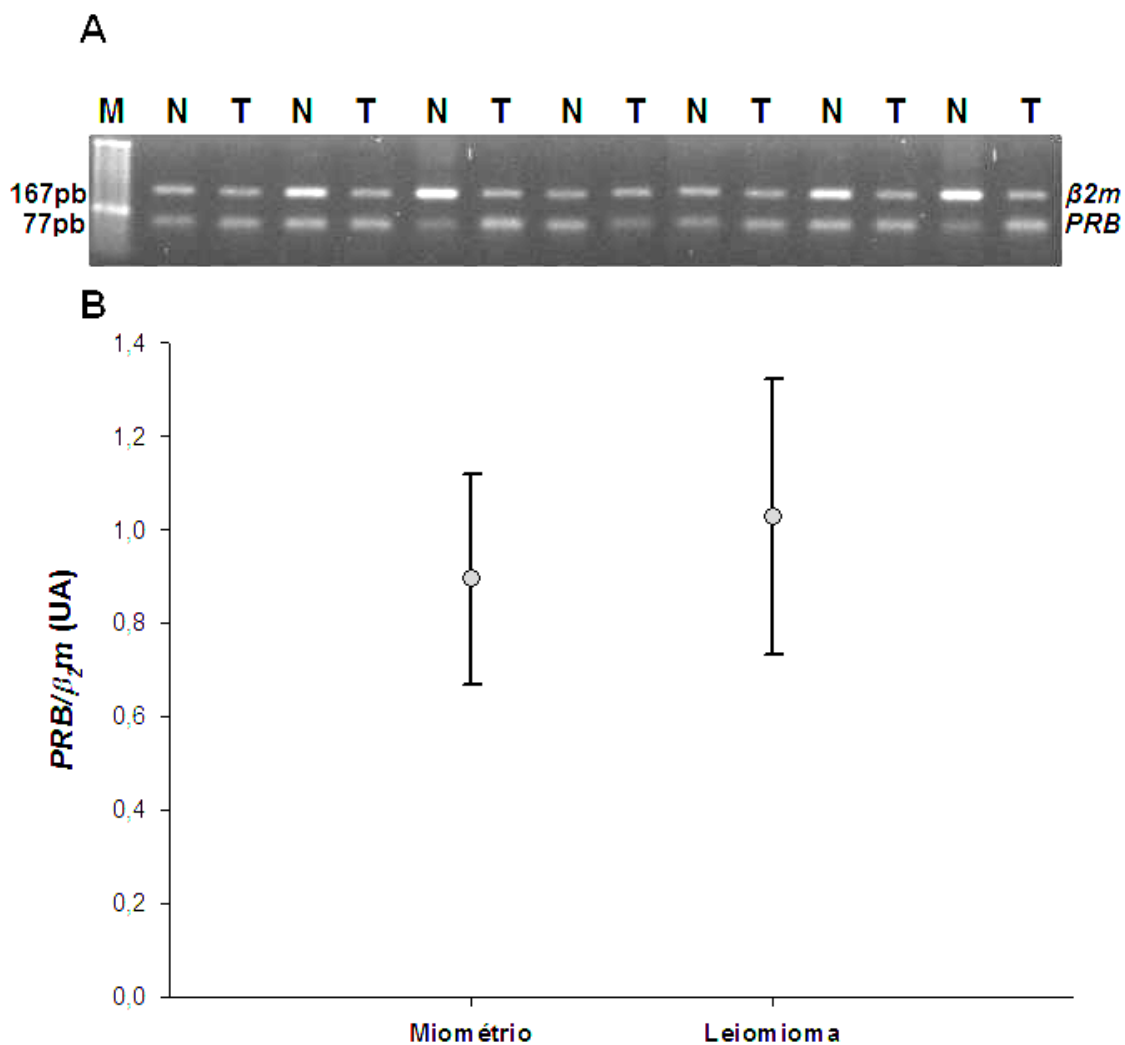 A
M N T N T N T N T N T N T N T
167pb β2m
77pb PRB
B
PRB/β₂m (UA)
1,4
1,2
1,0
0,8
0,6
0,4
0,2
0,0
Miométrio Leiomioma